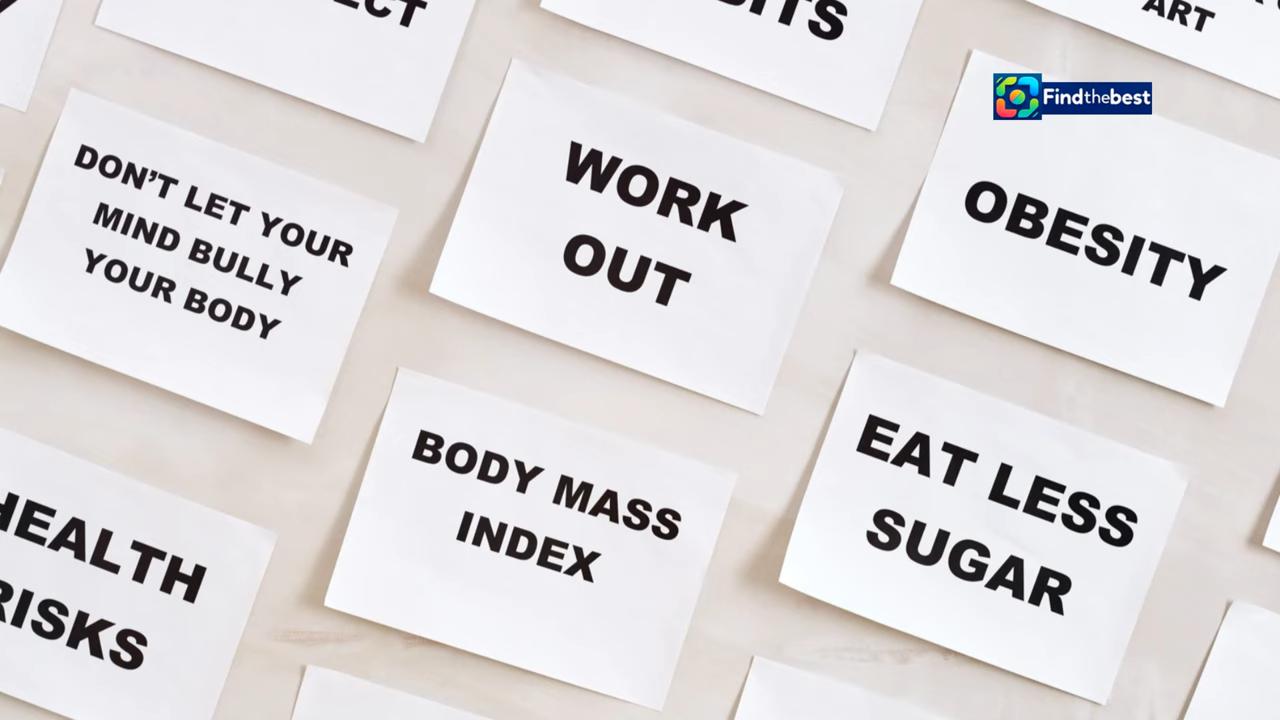 ART
Findthebest
DON'T LET YOUR
MIND BULLY
YOUR BODY
WORK
OUT
OBESITY
HEALTH
RISKS
BODY MASS
INDEX
EAT LESS
SUGAR